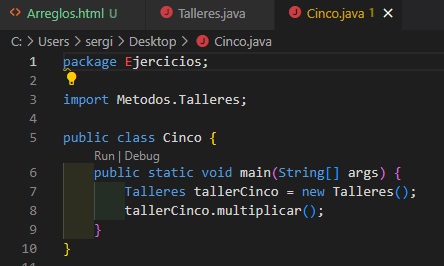 Arreglos.html U Talleres.java Cinco.java 1
C: > Users > sergi > Desktop > Cinco.java
1 package Ejercicios;
2
3 import Metodos.Talleres;
4
5 public class Cinco {
Run | Debug
6 public static void main(String[] args) {
7 Talleres tallerCinco = new Talleres();
8 tallerCinco.multiplicar();
9 }
10 }